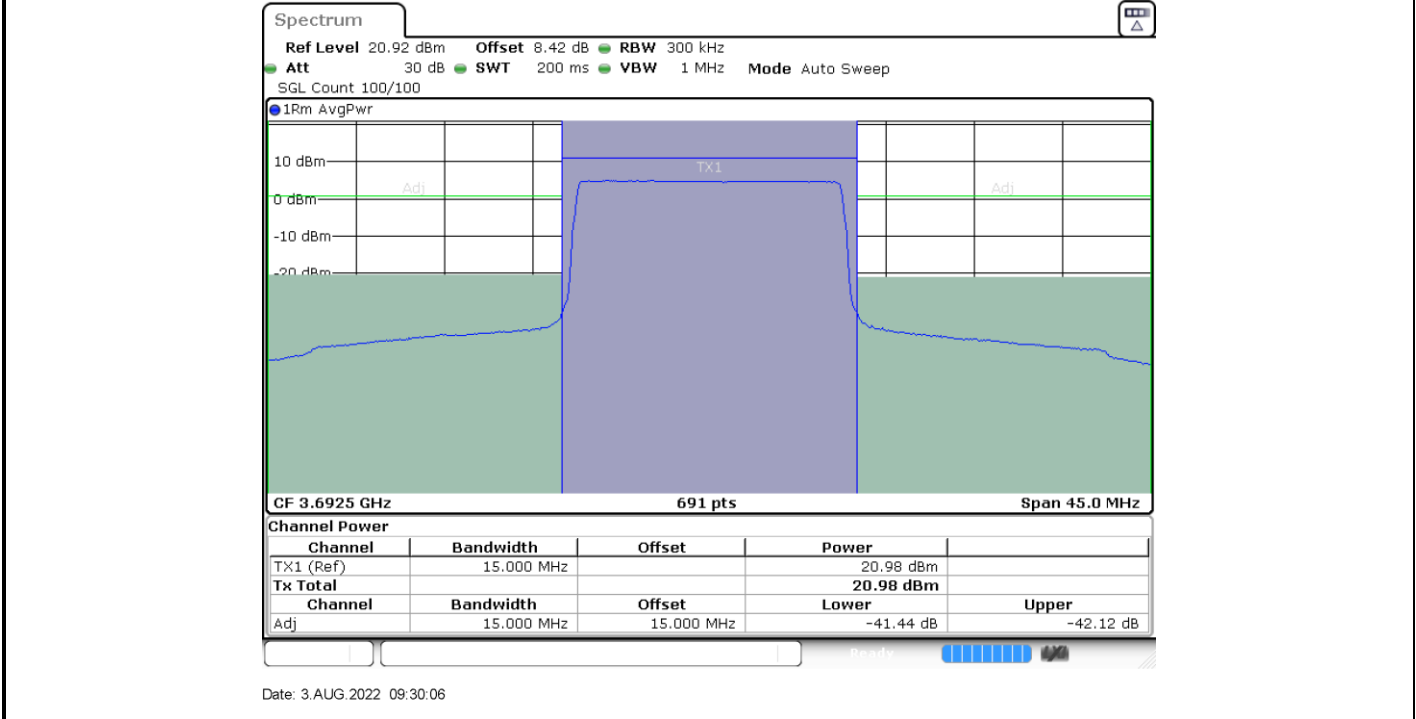 Spectrum
Ref Level 20.92 dBm Offset 8.42 dB RBW 300 kHz
Att 30 dB SWT 200 ms VBW 1 MHz Mode Auto Sweep
SGL Count 100/100
1Rm AvgPwr
10 dBm
TX1
Adj Adj
0 dBm
-10 dBm
-20 dBm
CF 3.6925 GHz 691 pts Span 45.0 MHz
Channel Power
Channel Bandwidth Offset Power
TX1 (Ref) 15.000 MHz 20.98 dBm
Tx Total 20.98 dBm
Channel Bandwidth Offset Lower Upper
Adj 15.000 MHz 15.000 MHz -41.44 dB -42.12 dB
Ready
Date: 3.AUG.2022 09:30:06